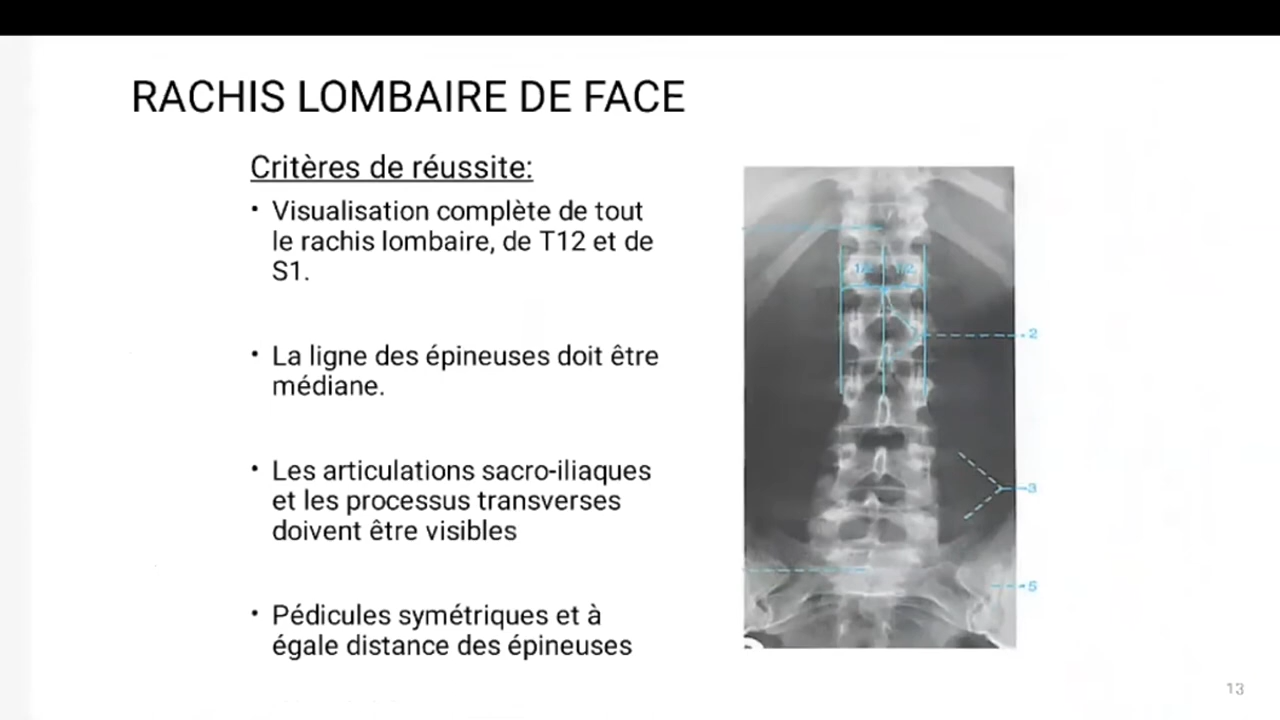 RACHIS LOMBAIRE DE FACE
Critères de réussite:
• Visualisation complète de tout
le rachis lombaire, de T12 et de
S1.
• La ligne des épineuses doit être
médiane.
• Les articulations sacro-iliaques
et les processus transverses
doivent être visibles
• Pédicules symétriques et à
égale distance des épineuses
1/2 1/2
2
3
5
13